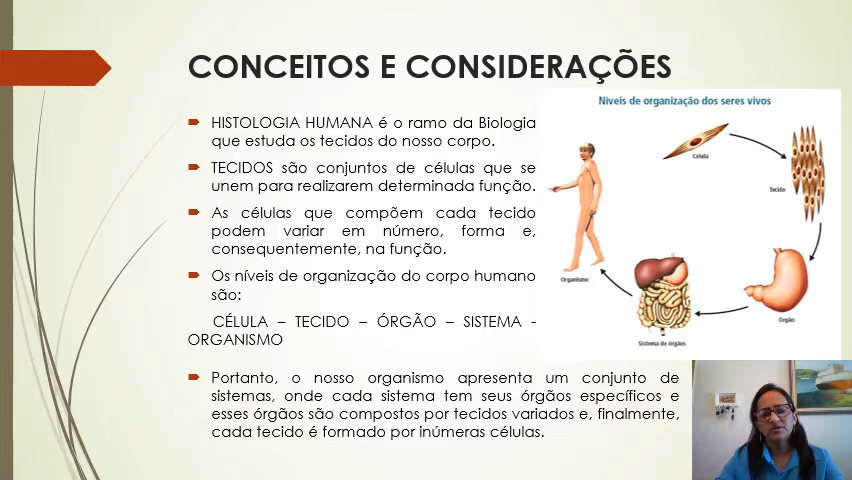 CONCEITOS E CONSIDERAÇÕES
HISTOLOGIA HUMANA é o ramo da Biologia
que estuda os tecidos do nosso corpo.
TECIDOS são conjuntos de células que se
unem para realizarem determinada função.
As células que compõem cada tecido
podem variar em número, forma e,
consequentemente, na função.
Os níveis de organização do corpo humano
são:
CÉLULA – TECIDO – ÓRGÃO – SISTEMA -
ORGANISMO
Portanto, o nosso organismo apresenta um conjunto de
sistemas, onde cada sistema tem seus órgãos específicos e
esses órgãos são compostos por tecidos variados e, finalmente,
cada tecido é formado por inúmeras células.
Níveis de organização dos seres vivos
Célula
Tecido
Órgão
Sistema de órgãos
Organismo